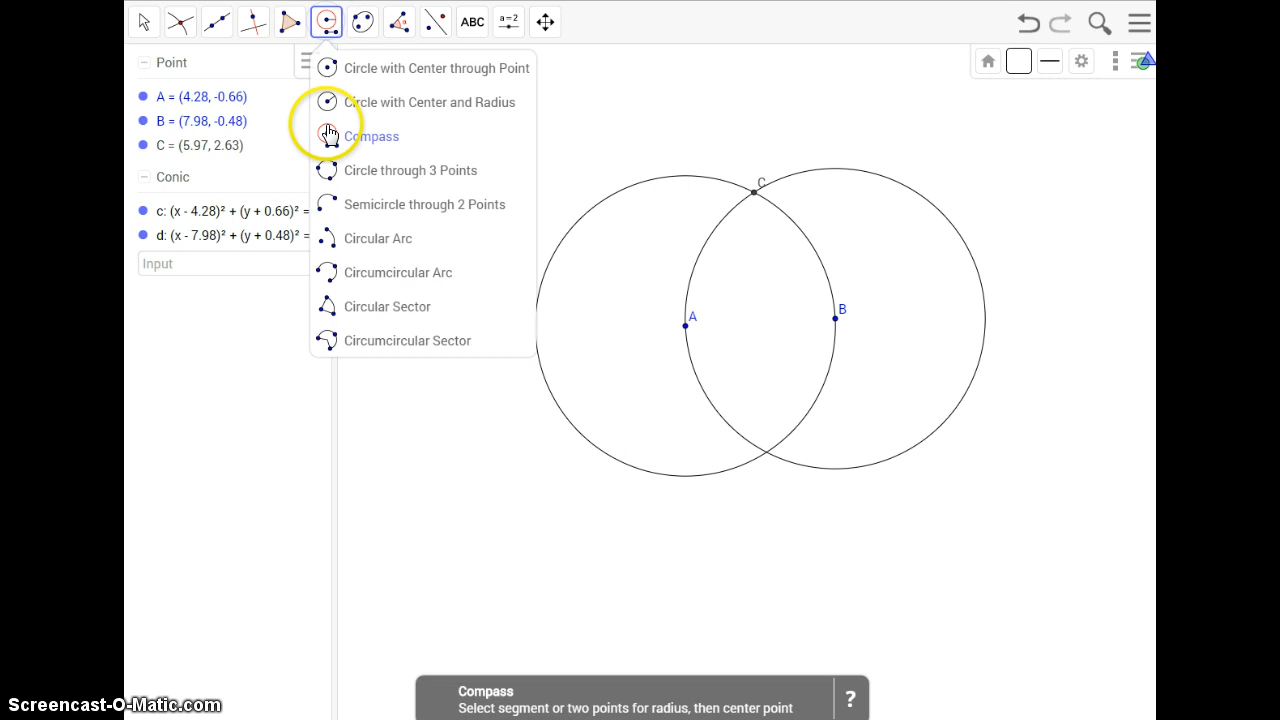 ABC
a=2
Point
A = (4.28, -0.66)
B = (7.98, -0.48)
C = (5.97, 2.63)
Conic
c: (x - 4.28)² + (y + 0.66)² =
d: (x - 7.98)² + (y + 0.48)² =
Input
Circle with Center through Point
Circle with Center and Radius
Compass
Circle through 3 Points
Semicircle through 2 Points
Circular Arc
Circumcircular Arc
Circular Sector
Circumcircular Sector
C
A
B
Compass
Select segment or two points for radius, then center point
?
Screencast-O-Matic.com